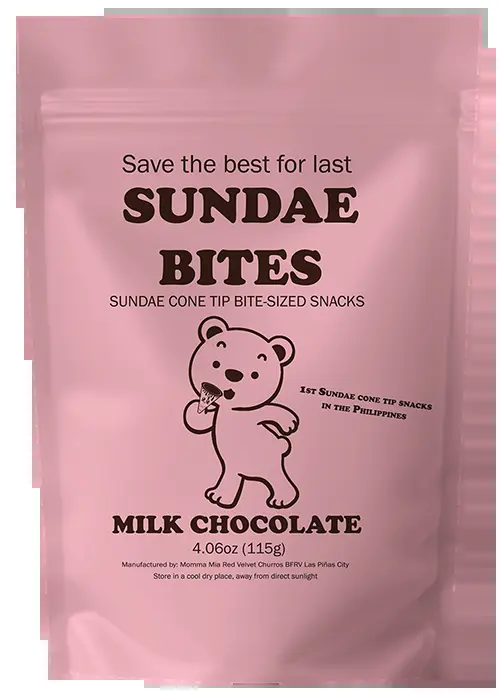 Save the best for last
SUNDAE
BITES
SUNDAE CONE TIP BITE-SIZED SNACKS
1st Sundae cone tip snacks
in the Philippines
MILK CHOCOLATE
4.06oz (115g)
Manufactured by: Momma Mia Red Velvet Churros BFRV Las Piñas City
Store in a cool dry place, away from direct sunlight